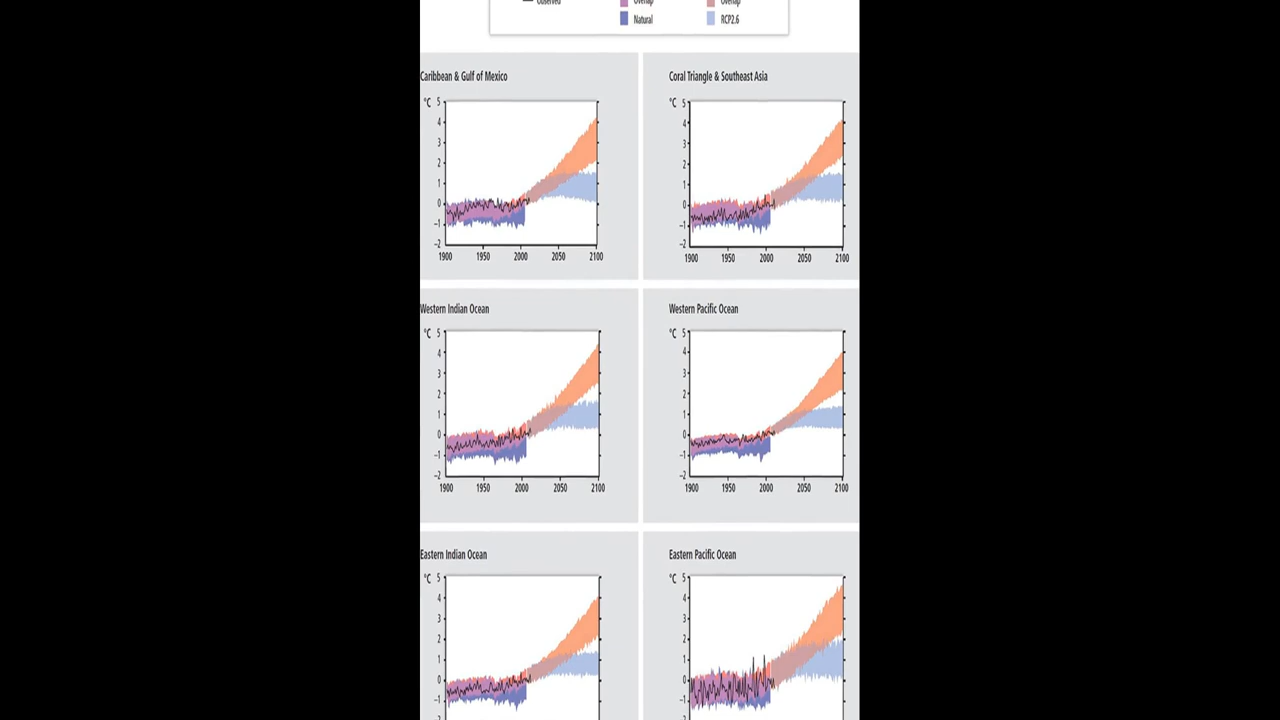 Observed Overlap Overlap
Natural RCP2.6
Caribbean & Gulf of Mexico
°C 5
4
3
2
1
0
–1
–2
1900 1950 2000 2050 2100
Coral Triangle & Southeast Asia
°C 5
4
3
2
1
0
–1
–2
1900 1950 2000 2050 2100
Western Indian Ocean
°C 5
4
3
2
1
0
–1
–2
1900 1950 2000 2050 2100
Western Pacific Ocean
°C 5
4
3
2
1
0
–1
–2
1900 1950 2000 2050 2100
Eastern Indian Ocean
°C 5
4
3
2
1
0
–1
Eastern Pacific Ocean
°C 5
4
3
2
1
0
–1